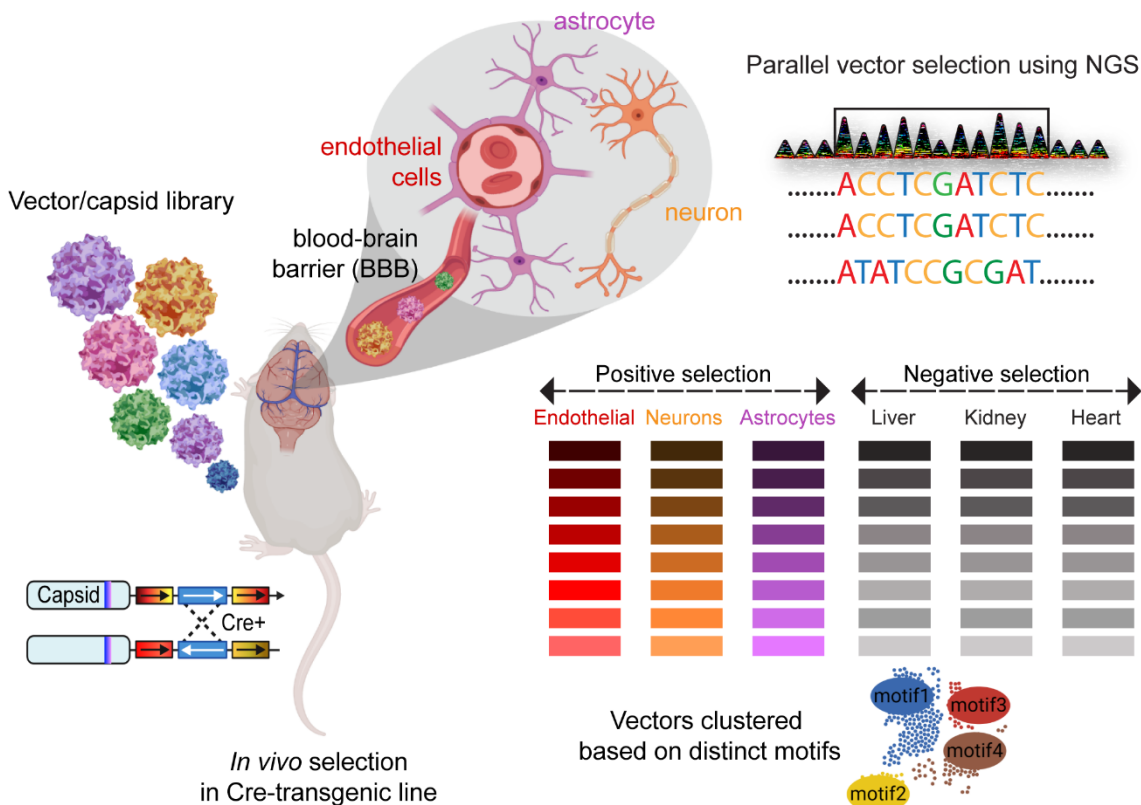 astrocyte
endothelial
cells
neuron
blood-brain
barrier (BBB)
Vector/capsid library
Capsid
Cre+
In vivo selection
in Cre-transgenic line
Parallel vector selection using NGS
.......ACCTCGATCTC.......
.......ACCTCGATCTC.......
.......ATATCCGCGAT.......
Positive selection
Negative selection
Endothelial Neurons Astrocytes Liver Kidney Heart
Vectors clustered
based on distinct motifs
motif1
motif3
motif4
motif2